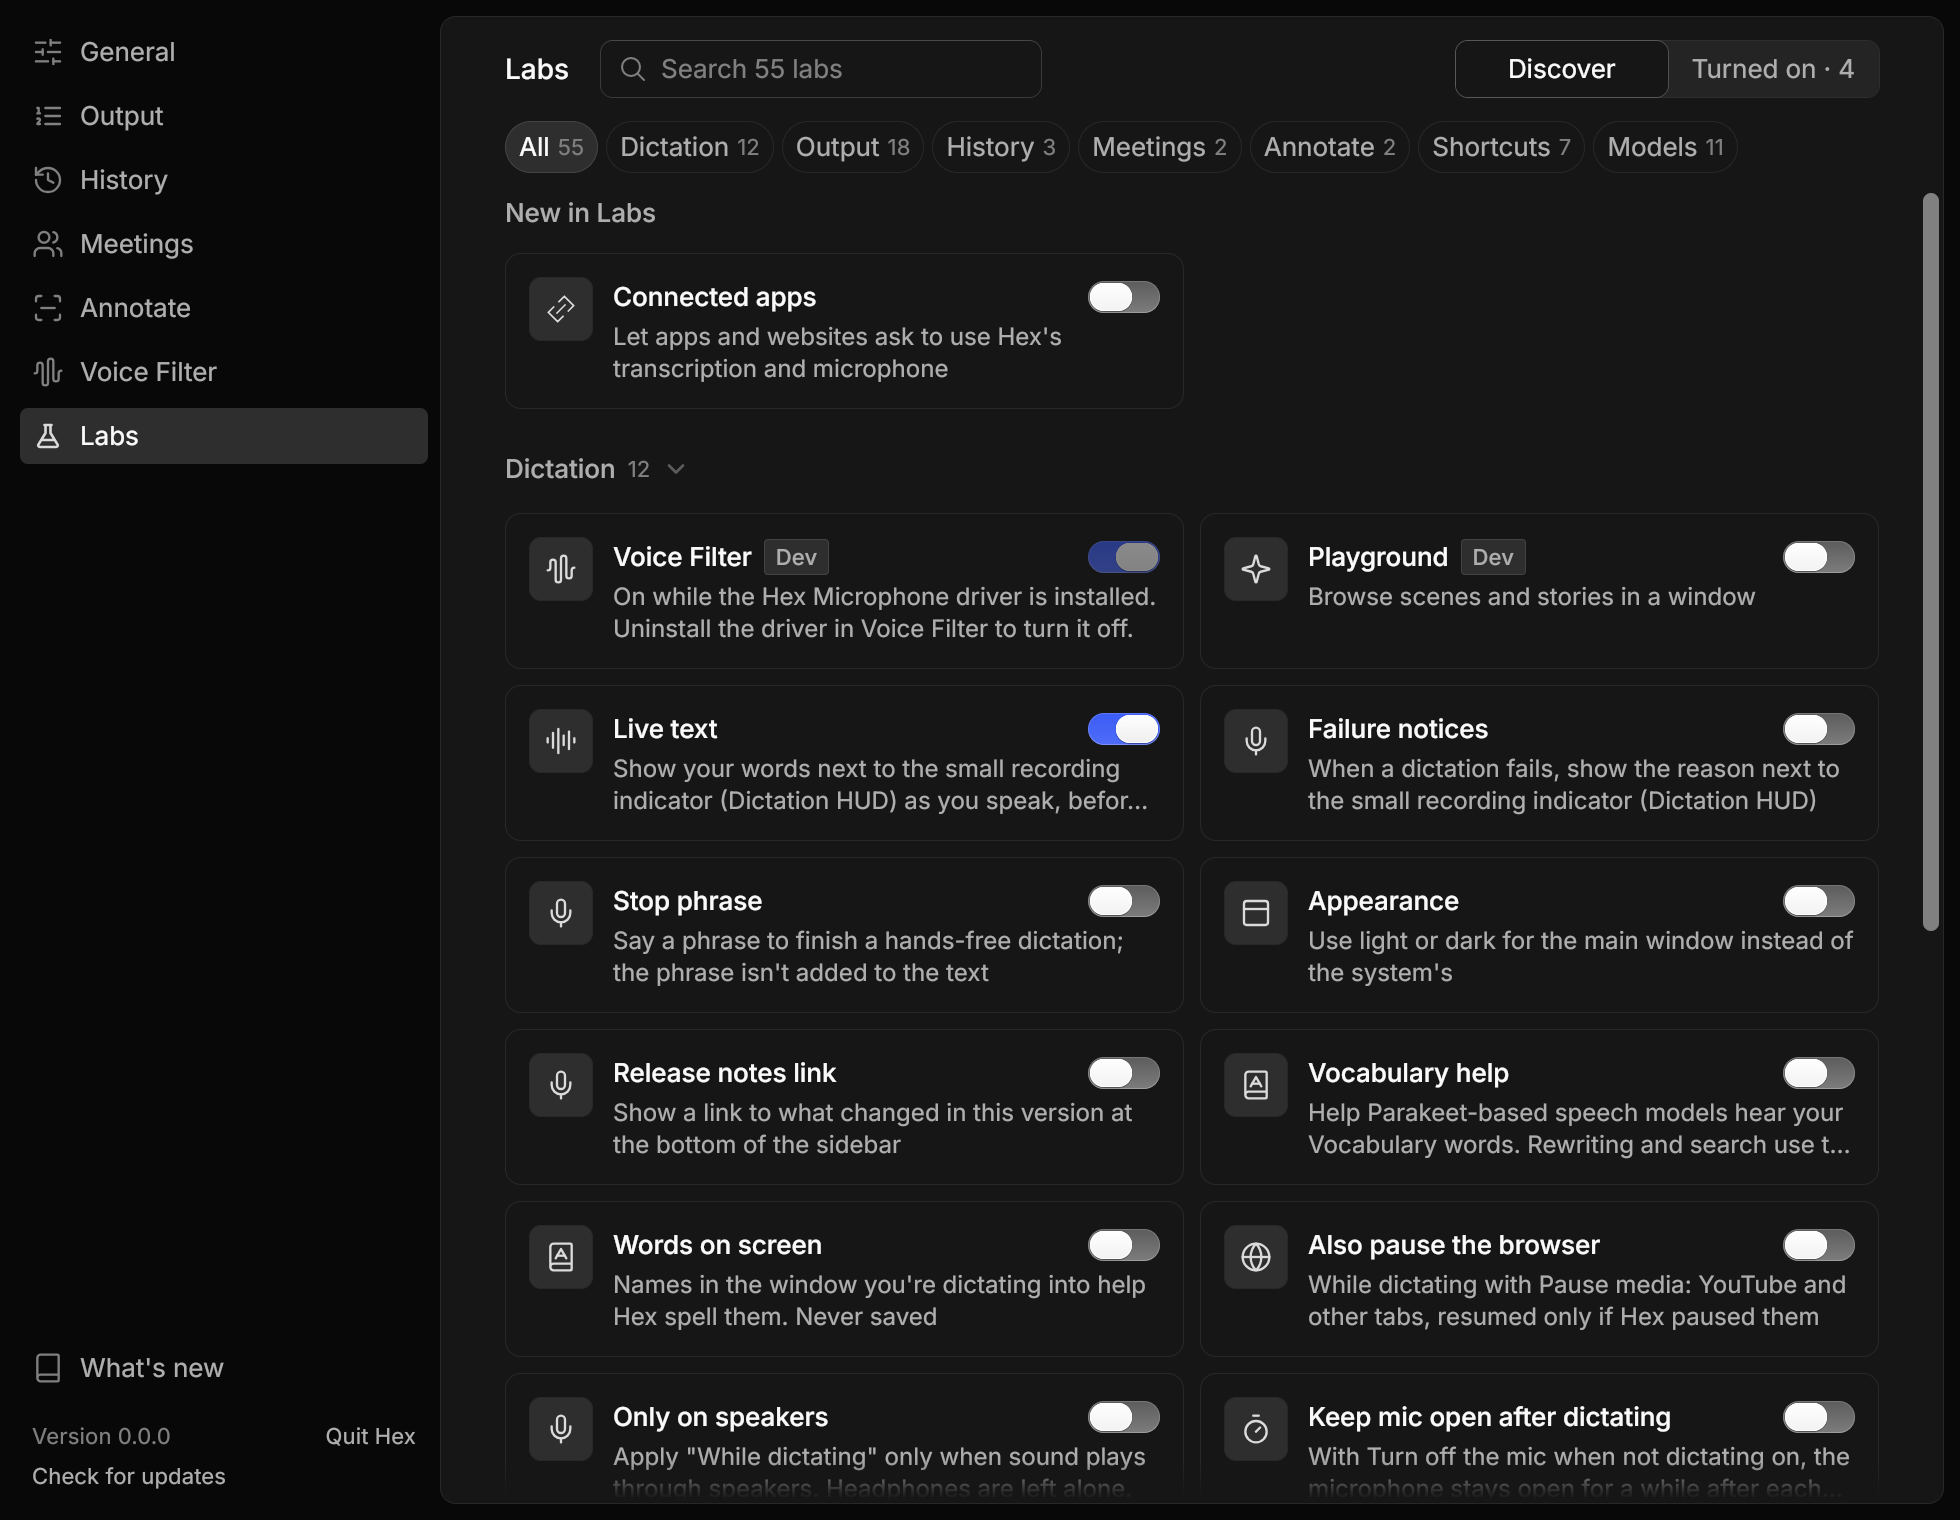 General
Output
History
Meetings
Annotate
Voice Filter
Labs
What's new
Version 0.0.0
Quit Hex
Check for updates
Labs
Search 55 labs
Discover
Turned on · 4
All 55
Dictation 12
Output 18
History 3
Meetings 2
Annotate 2
Shortcuts 7
Models 11
New in Labs
Connected apps
Let apps and websites ask to use Hex's
transcription and microphone
Dictation 12
Voice Filter Dev
On while the Hex Microphone driver is installed.
Uninstall the driver in Voice Filter to turn it off.
Playground Dev
Browse scenes and stories in a window
Live text
Show your words next to the small recording
indicator (Dictation HUD) as you speak, befor...
Failure notices
When a dictation fails, show the reason next to
the small recording indicator (Dictation HUD)
Stop phrase
Say a phrase to finish a hands-free dictation;
the phrase isn't added to the text
Appearance
Use light or dark for the main window instead of
the system's
Release notes link
Show a link to what changed in this version at
the bottom of the sidebar
Vocabulary help
Help Parakeet-based speech models hear your
Vocabulary words. Rewriting and search use t...
Words on screen
Names in the window you're dictating into help
Hex spell them. Never saved
Also pause the browser
While dictating with Pause media: YouTube and
other tabs, resumed only if Hex paused them
Only on speakers
Apply "While dictating" only when sound plays
through speakers. Headphones are left alone.
Keep mic open after dictating
With Turn off the mic when not dictating on, the
microphone stays open for a while after each...